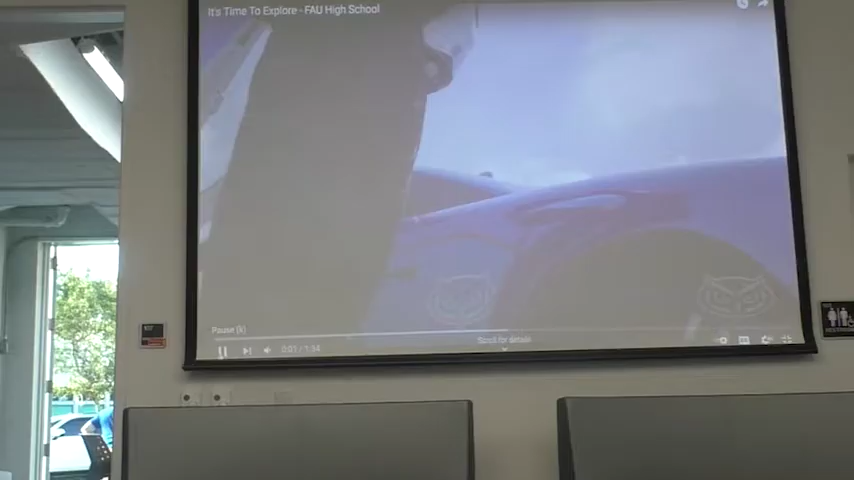 It's Time To Explore - FAU High School
Pause (k)
0:01 / 1:34
Scroll for details